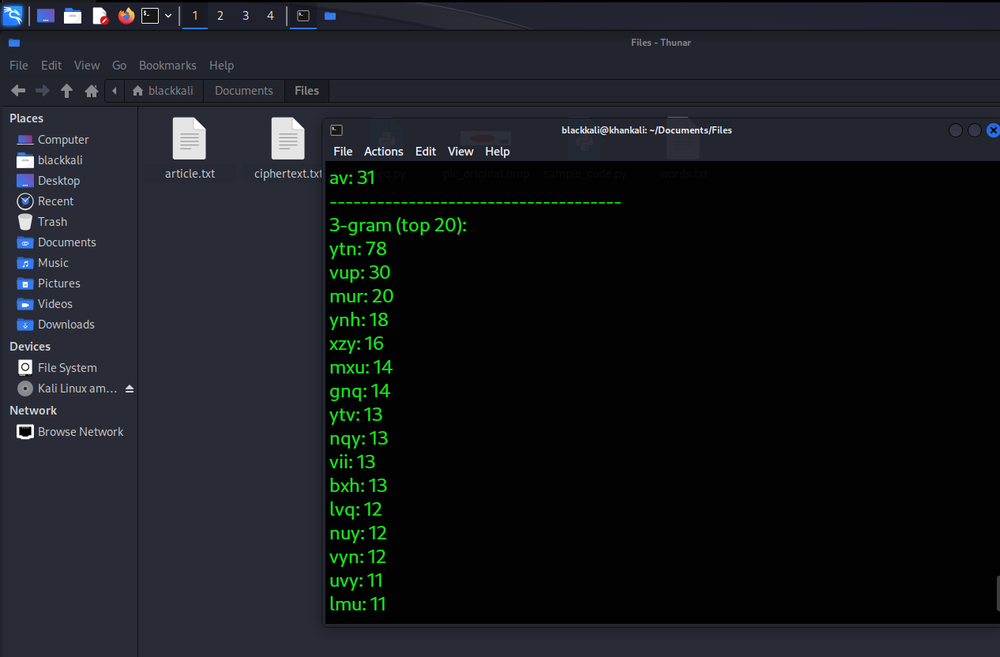 1 2 3 4
Files - Thunar
File Edit View Go Bookmarks Help
blackkali Documents Files
Places
Computer
blackkali
Desktop
Recent
Trash
Documents
Music
Pictures
Videos
Downloads
Devices
File System
Kali Linux am...
Network
Browse Network
article.txt
ciphertext.txt
pic_original.bmp
sample_code.py
words.txt
blackkali@khankali: ~/Documents/Files
File Actions Edit View Help
av: 31
-------------------------------------
3-gram (top 20):
ytn: 78
vup: 30
mur: 20
ynh: 18
xzy: 16
mxu: 14
gnq: 14
ytv: 13
nqy: 13
vii: 13
bxh: 13
lvq: 12
nuy: 12
vyn: 12
uvy: 11
lmu: 11